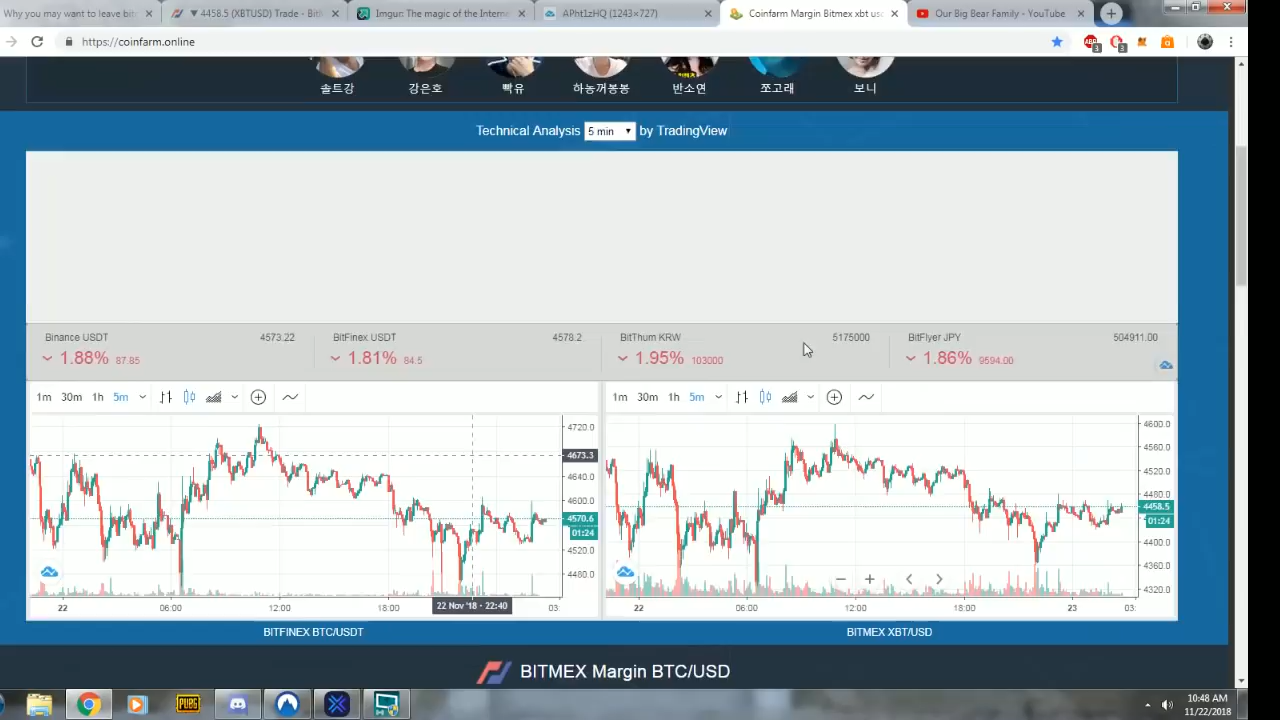 Why you may want to leave bitm
▼ 4458.5 (XBTUSD) Trade - Bit
Imgur: The magic of the Interne
APht1zHQ (1243×727)
Coinfarm Margin Bitmex xbt usd
Our Big Bear Family - YouTube
https://coinfarm.online
3
3
솔트강
강은호
빡유
하농꺼봉봉
반소연
쪼고래
보니
Technical Analysis 5 min by TradingView
Binance USDT 4573.22
1.88% 87.85
BitFinex USDT 4578.2
1.81% 84.5
BitThum KRW 5175000
1.95% 103000
BitFlyer JPY 504911.00
1.86% 9594.00
1m 30m 1h 5m
4720.0
4673.3
4640.0
4600.0
4570.6
01:24
4520.0
4480.0
22 06:00 12:00 18:00 22 Nov '18 - 22:40 03:
1m 30m 1h 5m
4600.0
4560.0
4520.0
4480.0
4458.5
01:24
4400.0
4360.0
4320.0
22 06:00 12:00 18:00 23 03:
BITFINEX BTC/USDT
BITMEX XBT/USD
BITMEX Margin BTC/USD
PUBG
10:48 AM
11/22/2018